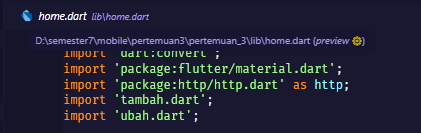 home.dart lib\home.dart
D:\semester7\mobile\pertemuan3\pertemuan_3\lib\home.dart (preview ⚙)
import 'dart:convert';
import 'package:flutter/material.dart';
import 'package:http/http.dart' as http;
import 'tambah.dart';
import 'ubah.dart';